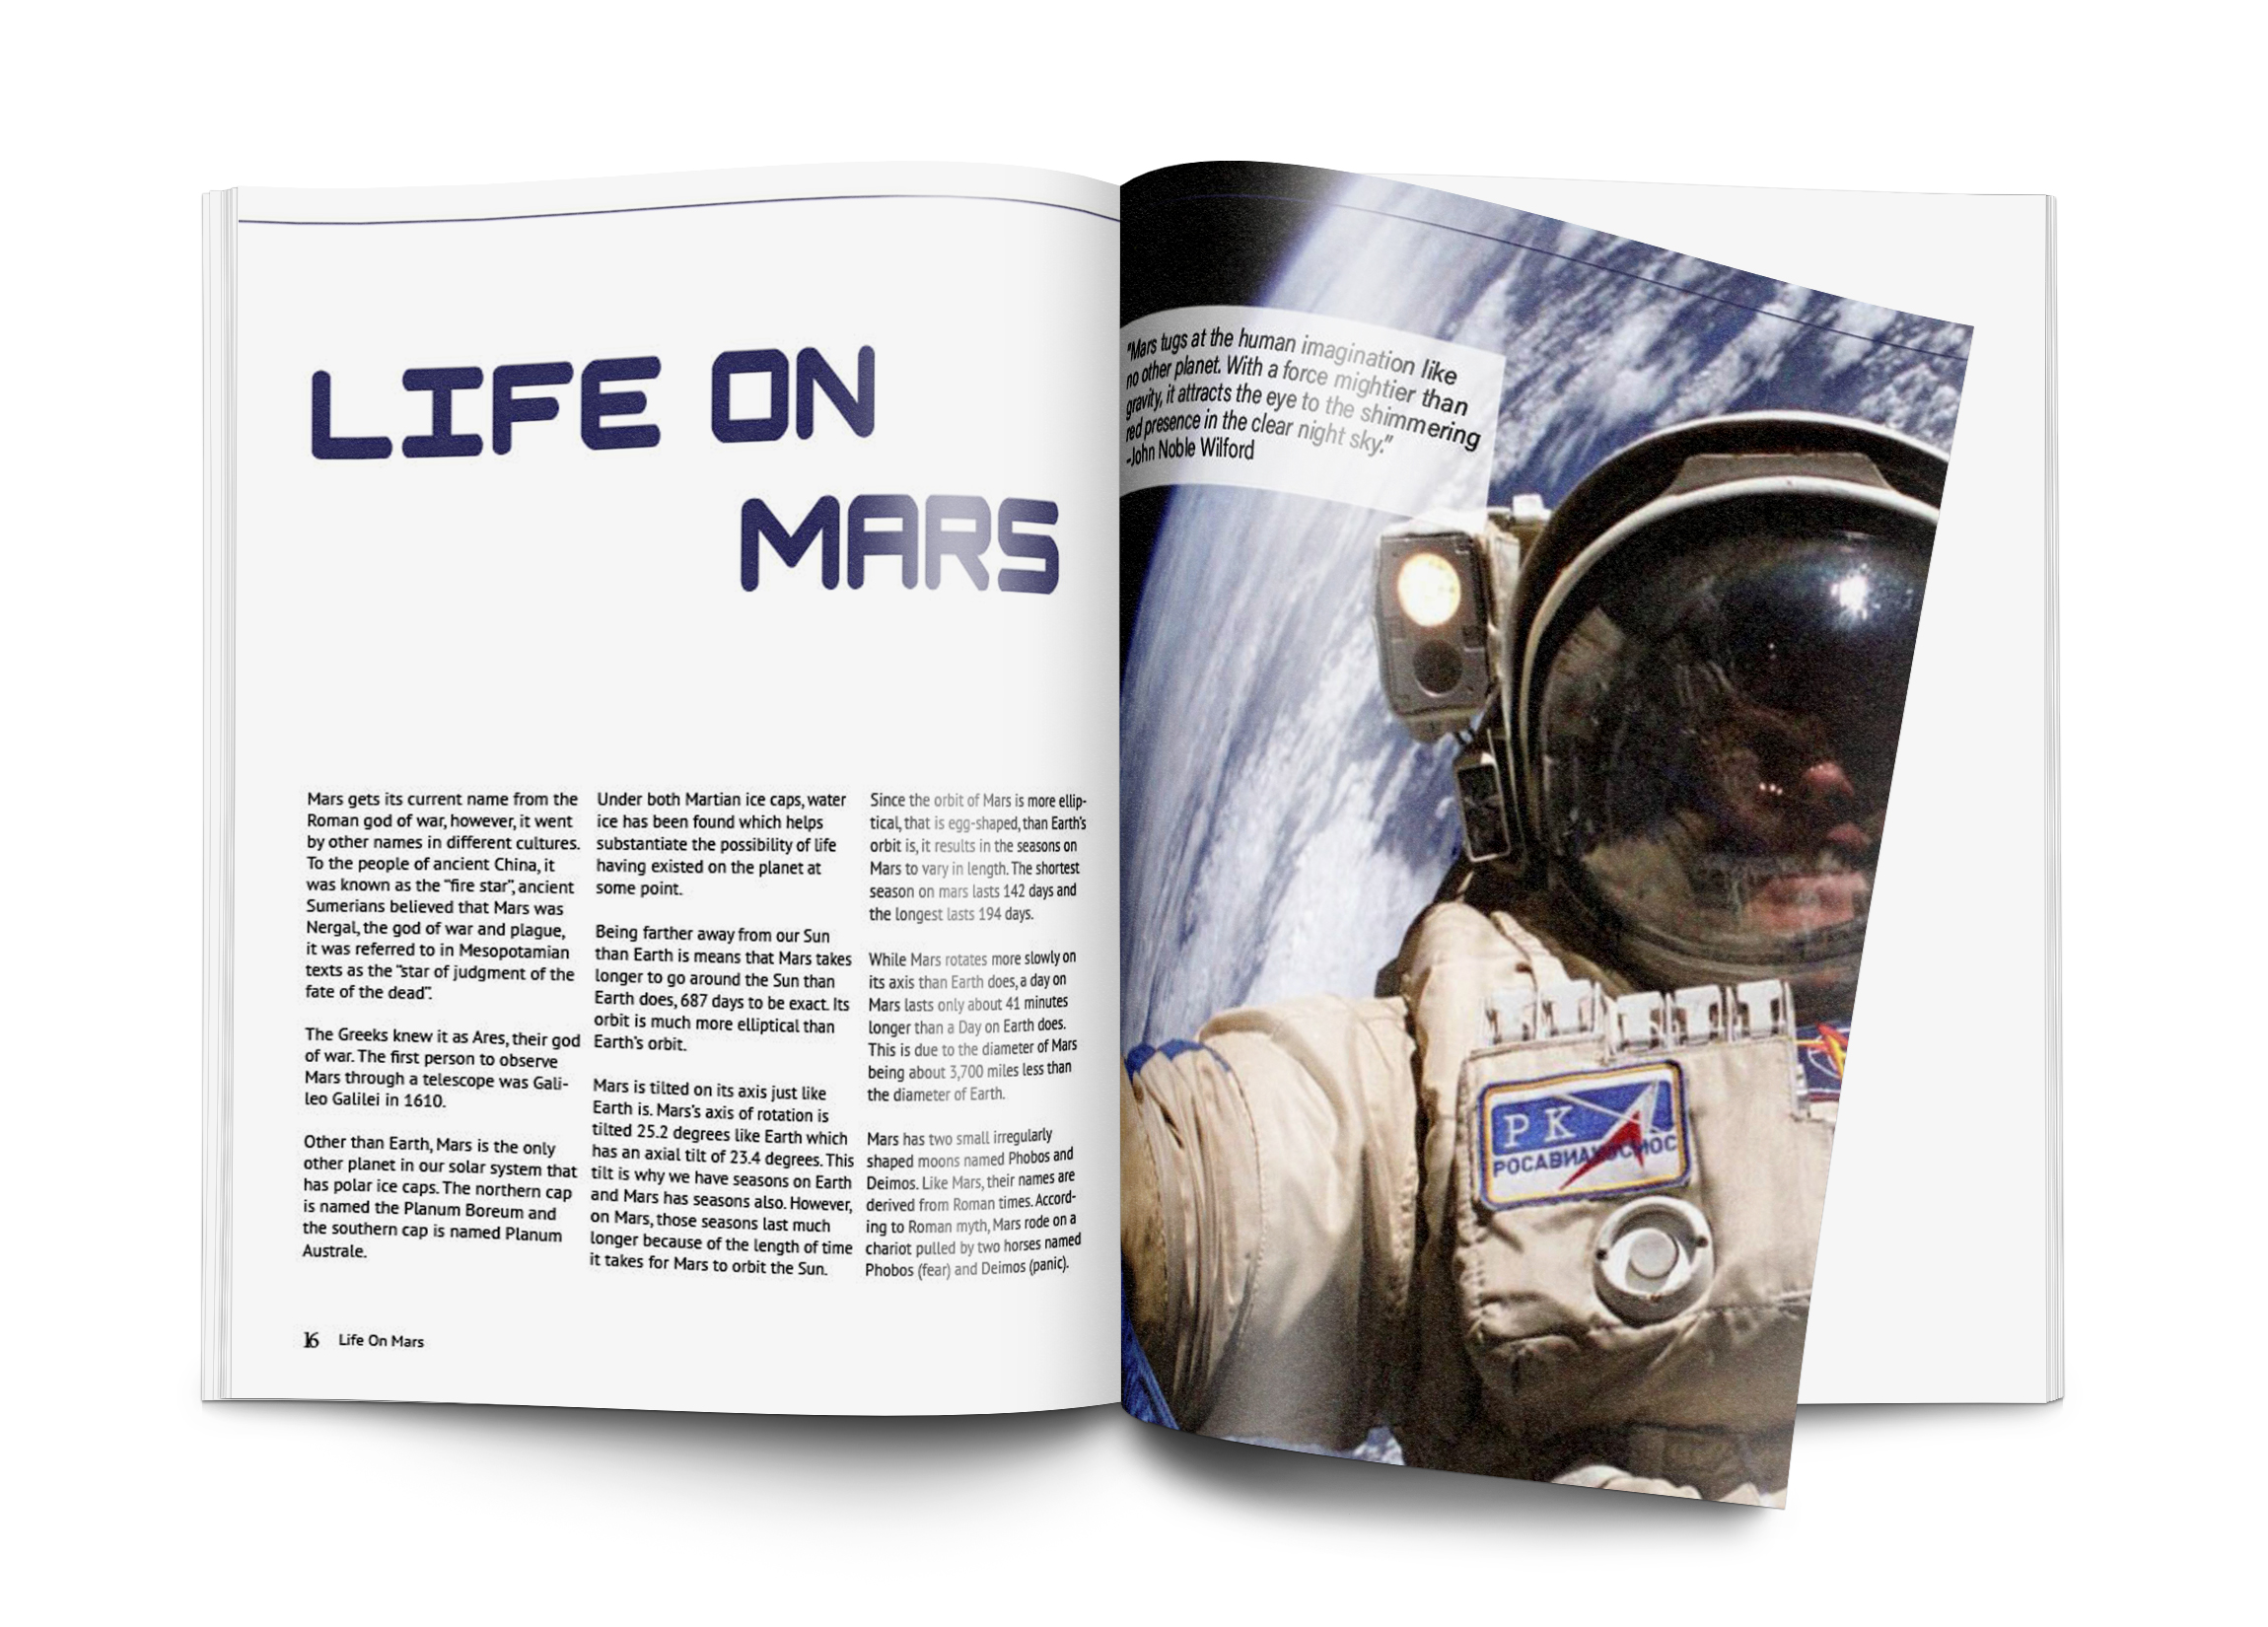 LIFE ON
MARS
Mars gets its current name from the
Roman god of war, however, it went
by other names in different cultures.
To the people of ancient China, it
was known as the "fire star", ancient
Sumerians believed that Mars was
Nergal, the god of war and plague,
it was referred to in Mesopotamian
texts as the "star of judgment of the
fate of the dead".
The Greeks knew it as Ares, their god
of war. The first person to observe
Mars through a telescope was Gali-
leo Galilei in 1610.
Other than Earth, Mars is the only
other planet in our solar system that
has polar ice caps. The northern cap
is named the Planum Boreum and
the southern cap is named Planum
Australe.
Under both Martian ice caps, water
ice has been found which helps
substantiate the possibility of life
having existed on the planet at
some point.
Being farther away from our Sun
than Earth is means that Mars takes
longer to go around the Sun than
Earth does, 687 days to be exact. Its
orbit is much more elliptical than
Earth's orbit.
Mars is tilted on its axis just like
Earth is. Mars's axis of rotation is
tilted 25.2 degrees like Earth which
has an axial tilt of 23.4 degrees. This
tilt is why we have seasons on Earth
and Mars has seasons also. However,
on Mars, those seasons last much
longer because of the length of time
it takes for Mars to orbit the Sun.
Since the orbit of Mars is more ellip-
tical, that is egg-shaped, than Earth's
orbit is, it results in the seasons on
Mars to vary in length. The shortest
season on mars lasts 142 days and
the longest lasts 194 days.
While Mars rotates more slowly on
its axis than Earth does, a day on
Mars lasts only about 41 minutes
longer than a Day on Earth does.
This is due to the diameter of Mars
being about 3,700 miles less than
the diameter of Earth.
Mars has two small irregularly
shaped moons named Phobos and
Deimos. Like Mars, their names are
derived from Roman times. Accord-
ing to Roman myth, Mars rode on a
chariot pulled by two horses named
Phobos (fear) and Deimos (panic).
16 Life On Mars
"Mars tugs at the human imagination like
no other planet. With a force mightier than
gravity, it attracts the eye to the shimmering
red presence in the clear night sky."
-John Noble Wilford
РК
РОСАВИАКОСМОС